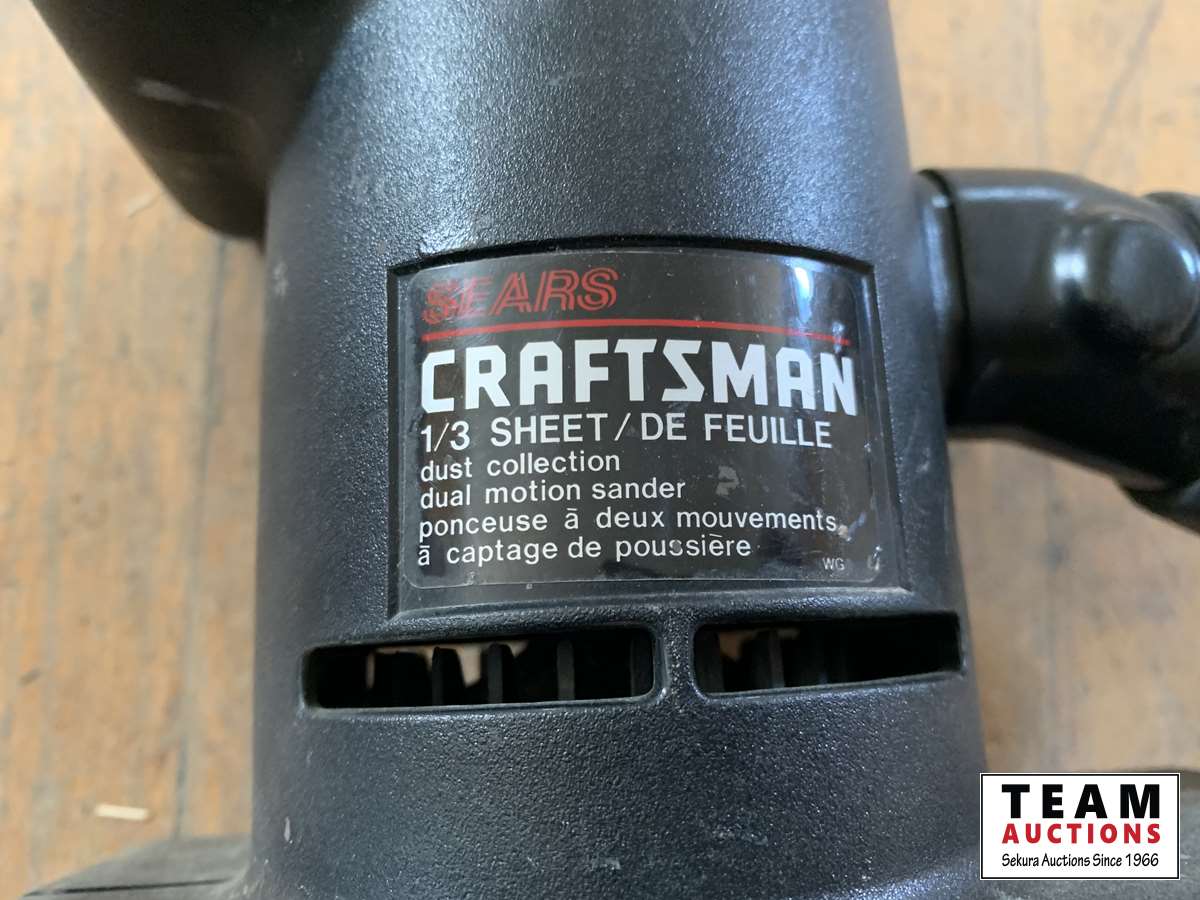 SEARS
CRAFTSMAN
1/3 SHEET/DE FEUILLE
dust collection
dual motion sander
ponceuse à deux mouvements
à captage de poussière
WG
TEAM
AUCTIONS
Sekura Auctions Since 1966